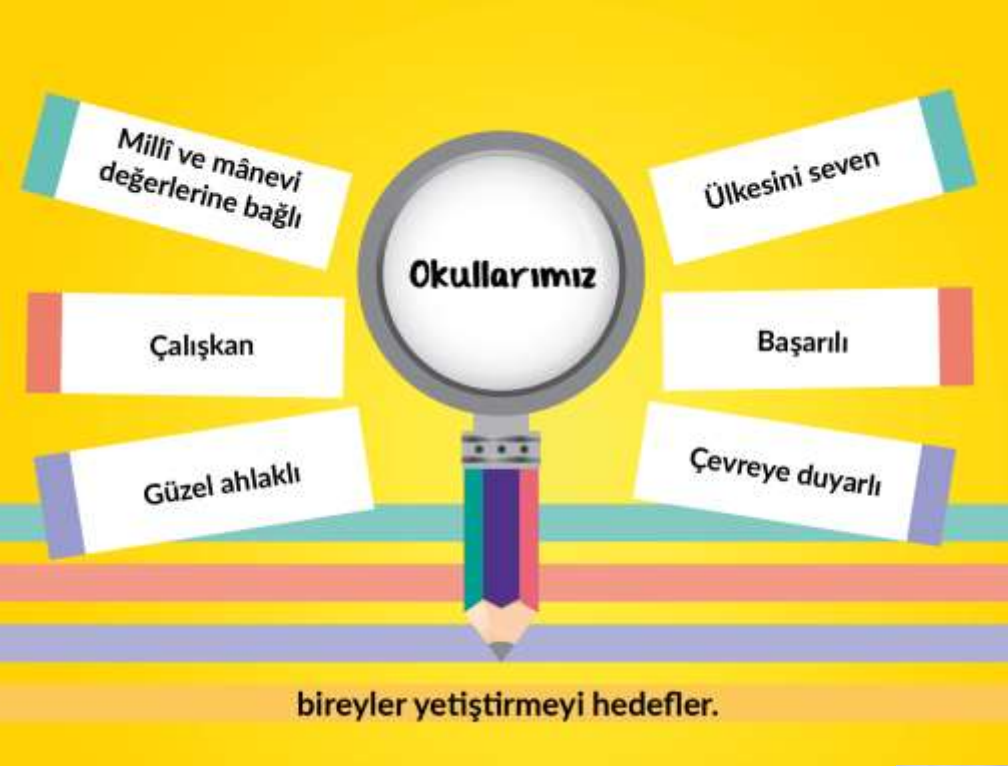 Okullarımız
Millî ve mânevi
değerlerine bağlı
Çalışkan
Güzel ahlaklı
Ülkesini seven
Başarılı
Çevreye duyarlı
bireyler yetiştirmeyi hedefler.